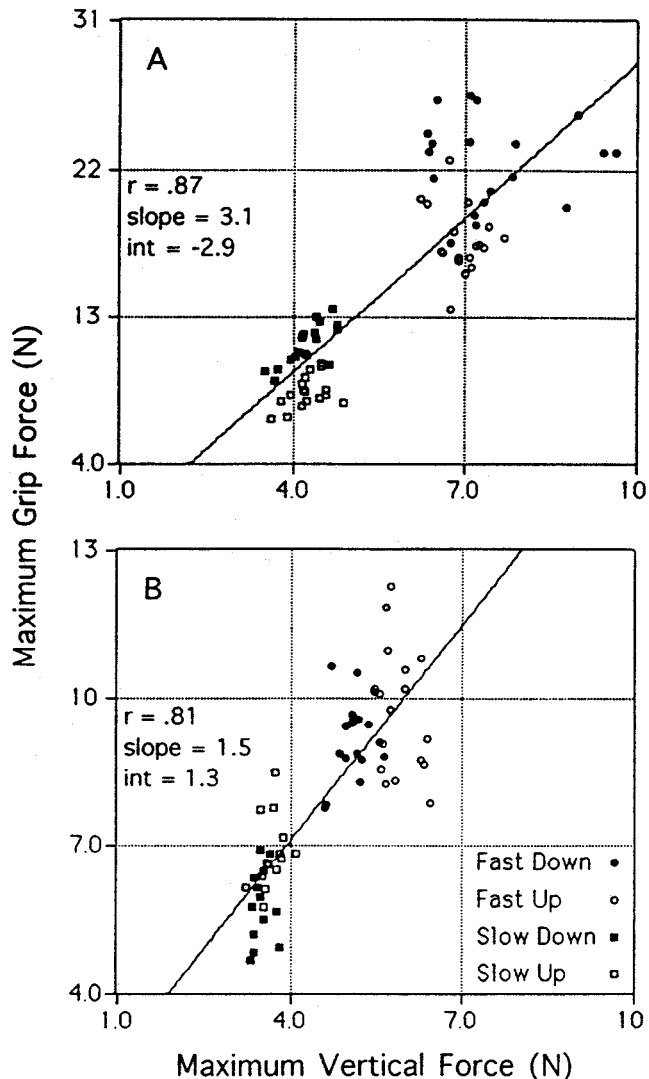 31
A
22
r = .87
slope = 3.1
int = -2.9
13
4.0
1.0 4.0 7.0 10
Maximum Grip Force (N)
13
B
10
r = .81
slope = 1.5
int = 1.3
7.0
Fast Down
Fast Up
Slow Down
Slow Up
4.0
1.0 4.0 7.0 10
Maximum Vertical Force (N)